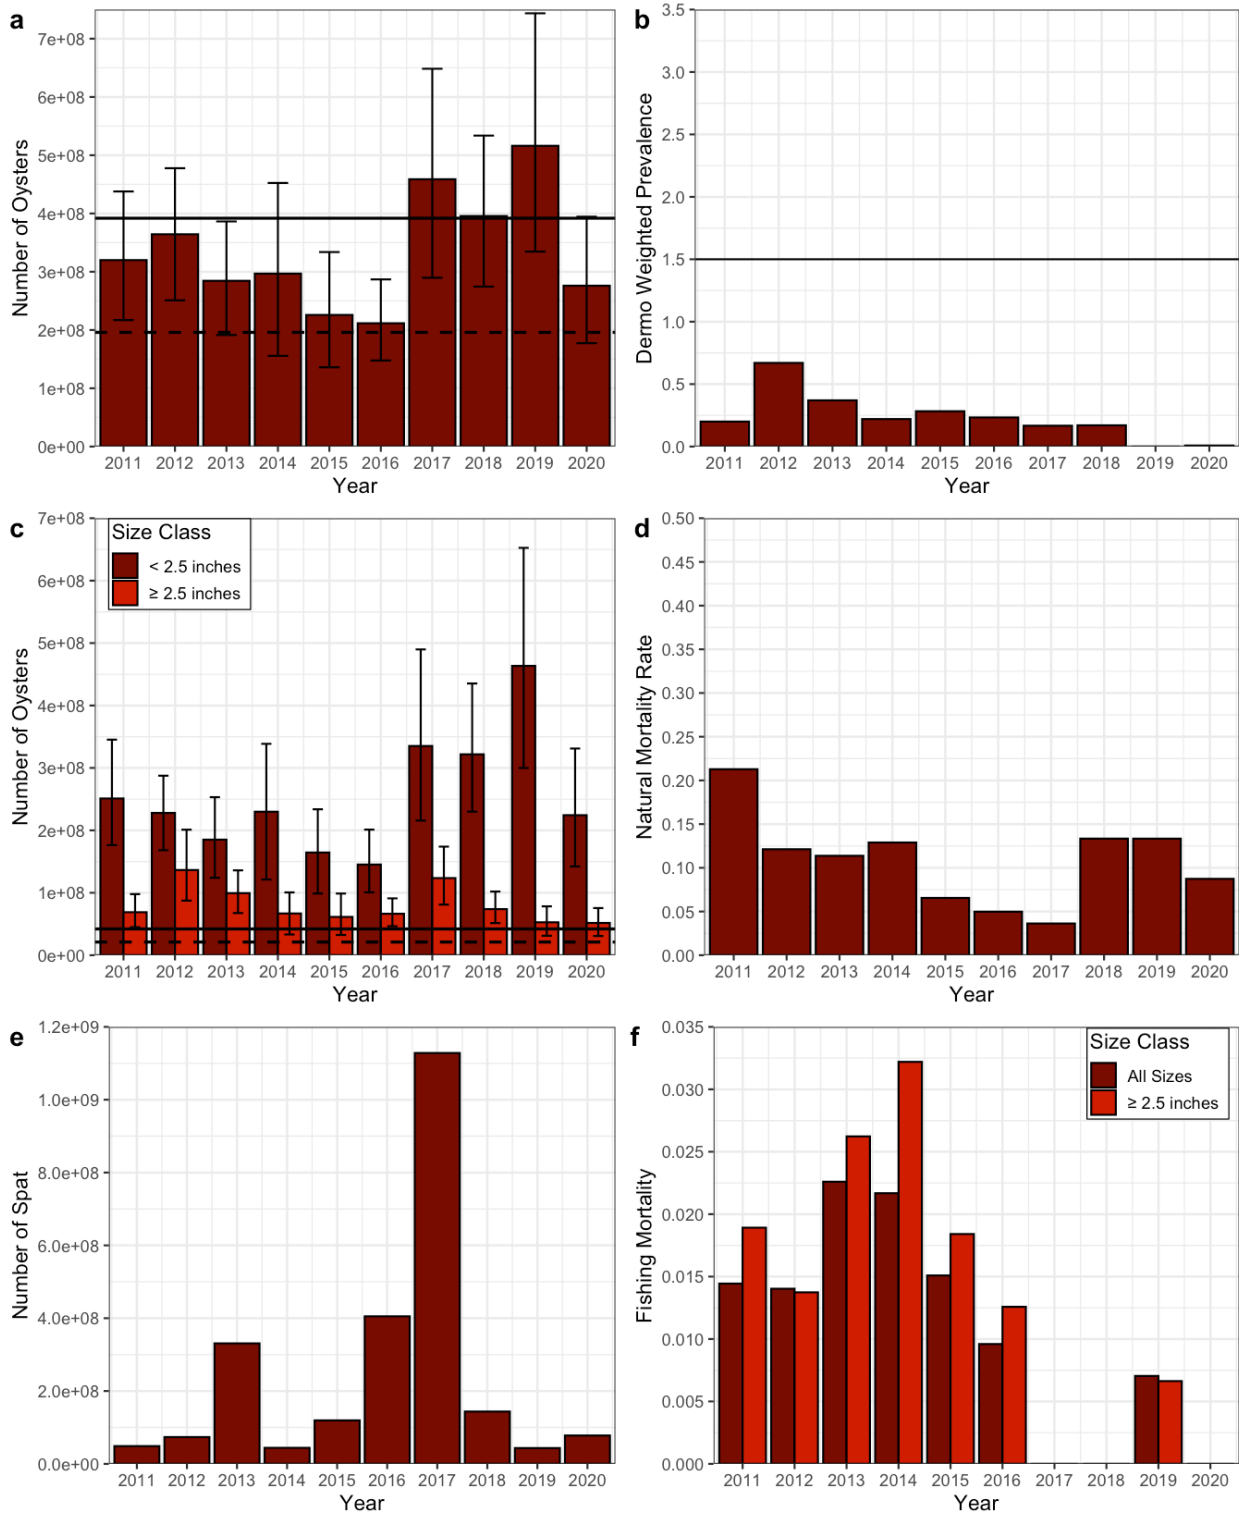 a
7e+08
6e+08
5e+08
4e+08
3e+08
2e+08
1e+08
0e+00
Number of Oysters
2011 2012 2013 2014 2015 2016 2017 2018 2019 2020
Year
b
3.5
3.0
2.5
2.0
1.5
1.0
0.5
0.0
Dermo Weighted Prevalence
2011 2012 2013 2014 2015 2016 2017 2018 2019 2020
Year
c
7e+08
6e+08
5e+08
4e+08
3e+08
2e+08
1e+08
0e+00
Number of Oysters
Size Class
< 2.5 inches
≥ 2.5 inches
2011 2012 2013 2014 2015 2016 2017 2018 2019 2020
Year
d
0.50
0.45
0.40
0.35
0.30
0.25
0.20
0.15
0.10
0.05
0.00
Natural Mortality Rate
2011 2012 2013 2014 2015 2016 2017 2018 2019 2020
Year
e
1.2e+09
1.0e+09
8.0e+08
6.0e+08
4.0e+08
2.0e+08
0.0e+00
Number of Spat
2011 2012 2013 2014 2015 2016 2017 2018 2019 2020
Year
f
0.035
0.030
0.025
0.020
0.015
0.010
0.005
0.000
Fishing Mortality
Size Class
All Sizes
≥ 2.5 inches
2011 2012 2013 2014 2015 2016 2017 2018 2019 2020
Year